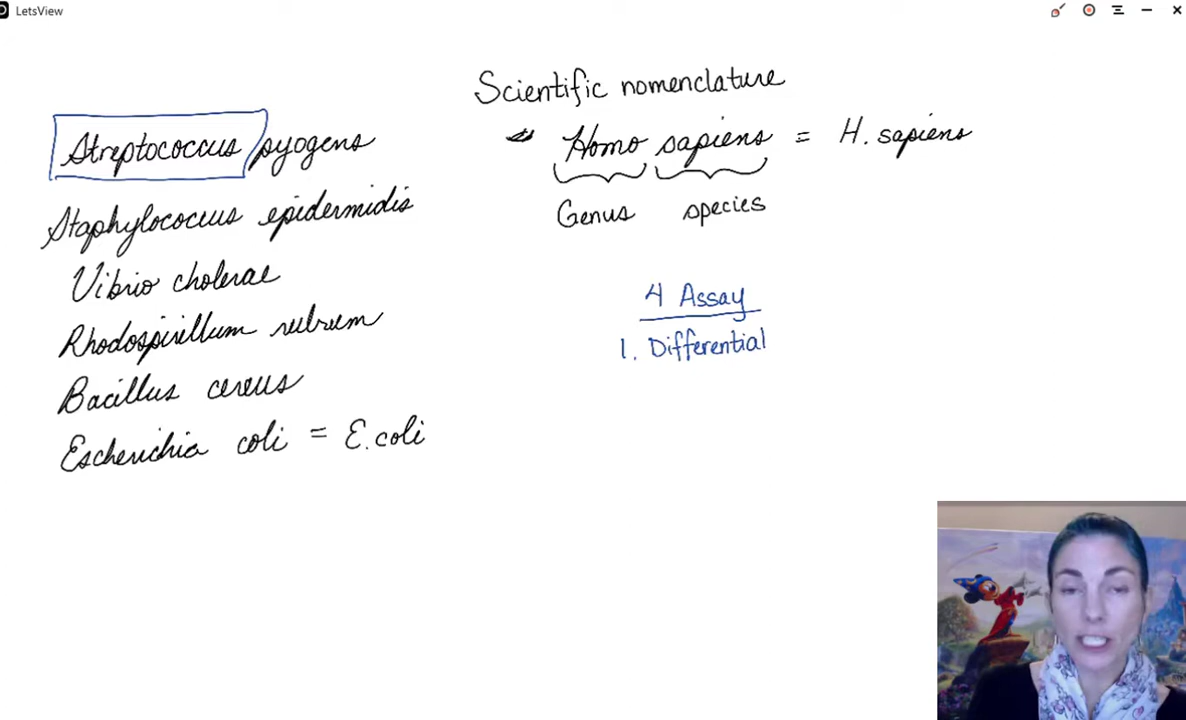 LetsView
Scientific nomenclature
Homo sapiens = H. sapiens
Genus species
Streptococcus pyogens
Staphylococcus epidermidis
Vibrio cholerae
Rhodospirillum rubrum
Bacillus cereus
Escherichia coli = E. coli
4 Assay
1. Differential